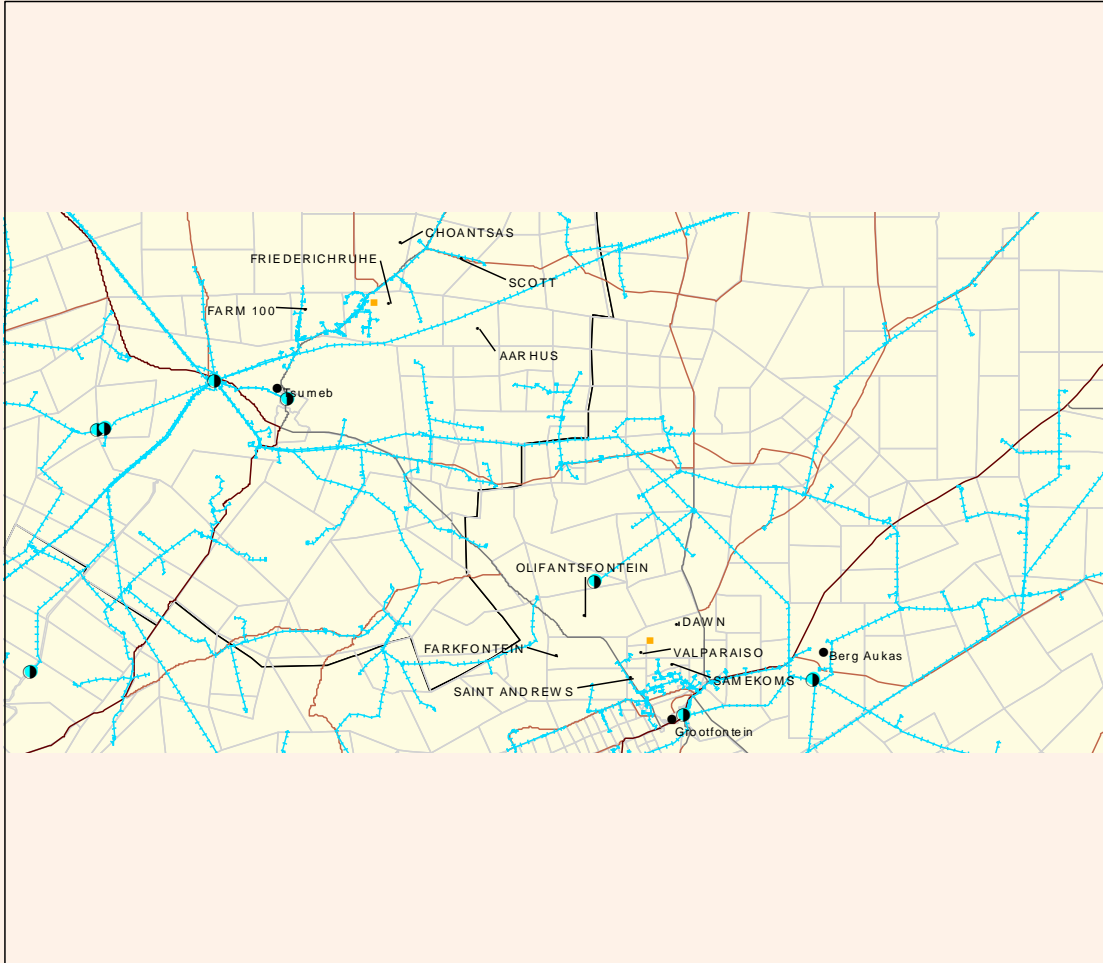 CHOANTSAS
FRIEDERICHRUHE
SCOTT
FARM 100
AARHUS
Tsumeb
OLIFANTSFONTEIN
DAWN
FARKFONTEIN
VALPARAISO
Berg Aukas
SAMEKOMS
SAINT ANDREWS
Grootfontein